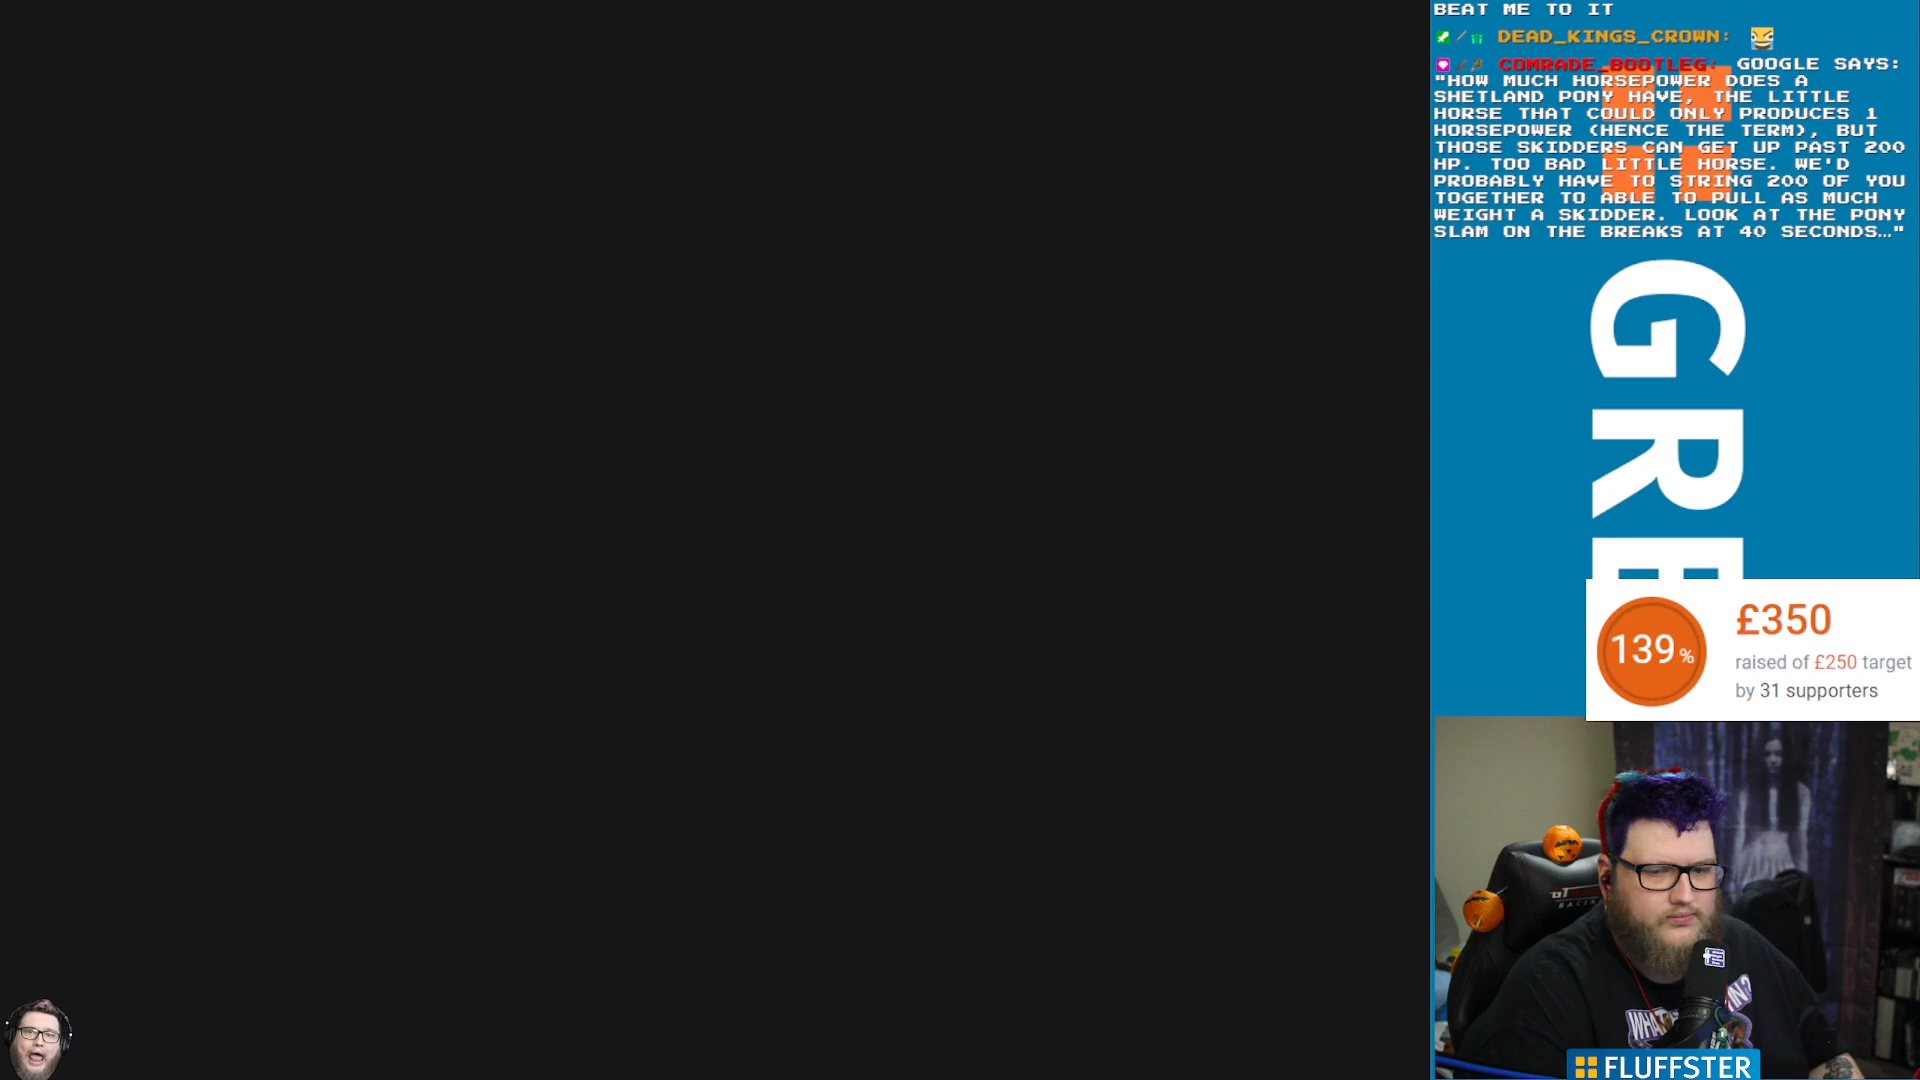 BEAT ME TO IT
DEAD_KINGS_CROWN:
COMRADE_BOOTLEG: GOOGLE SAYS:
"HOW MUCH HORSEPOWER DOES A
SHETLAND PONY HAVE, THE LITTLE
HORSE THAT COULD ONLY PRODUCES 1
HORSEPOWER (HENCE THE TERM), BUT
THOSE SKIDDERS CAN GET UP PAST 200
HP. TOO BAD LITTLE HORSE. WE'D
PROBABLY HAVE TO STRING 200 OF YOU
TOGETHER TO ABLE TO PULL AS MUCH
WEIGHT A SKIDDER. LOOK AT THE PONY
SLAM ON THE BREAKS AT 40 SECONDS…"
GRE
139%
£350
raised of £250 target
by 31 supporters
FLUFFSTER